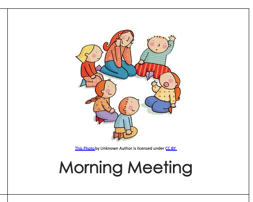 This Photo by Unknown Author is licensed under CC BY.
Morning Meeting